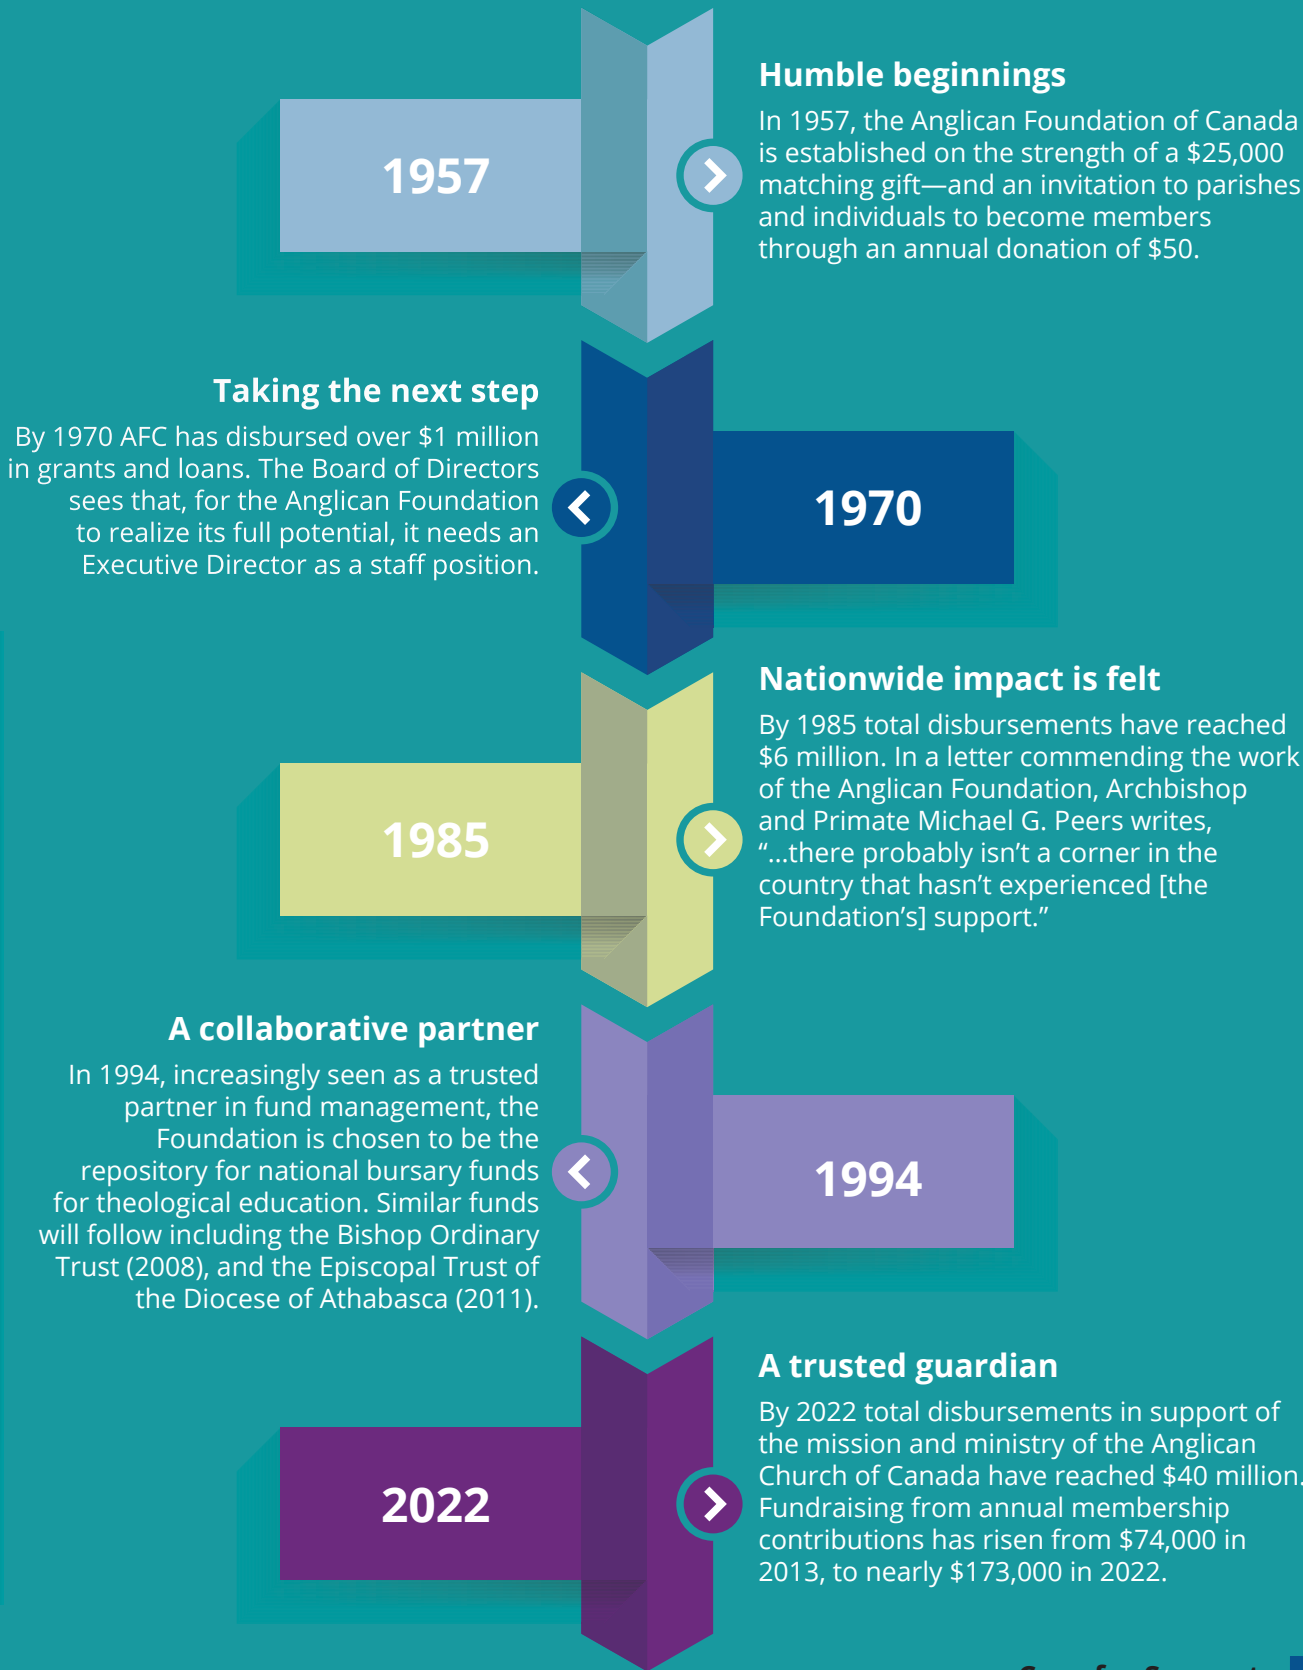 1957
Humble beginnings
In 1957, the Anglican Foundation of Canada
is established on the strength of a $25,000
matching gift—and an invitation to parishes
and individuals to become members
through an annual donation of $50.
Taking the next step
By 1970 AFC has disbursed over $1 million
in grants and loans. The Board of Directors
sees that, for the Anglican Foundation
to realize its full potential, it needs an
Executive Director as a staff position.
1970
1985
Nationwide impact is felt
By 1985 total disbursements have reached
$6 million. In a letter commending the work
of the Anglican Foundation, Archbishop
and Primate Michael G. Peers writes,
“...there probably isn’t a corner in the
country that hasn’t experienced [the
Foundation’s] support.”
A collaborative partner
In 1994, increasingly seen as a trusted
partner in fund management, the
Foundation is chosen to be the
repository for national bursary funds
for theological education. Similar funds
will follow including the Bishop Ordinary
Trust (2008), and the Episcopal Trust of
the Diocese of Athabasca (2011).
1994
2022
A trusted guardian
By 2022 total disbursements in support of
the mission and ministry of the Anglican
Church of Canada have reached $40 million.
Fundraising from annual membership
contributions has risen from $74,000 in
2013, to nearly $173,000 in 2022.